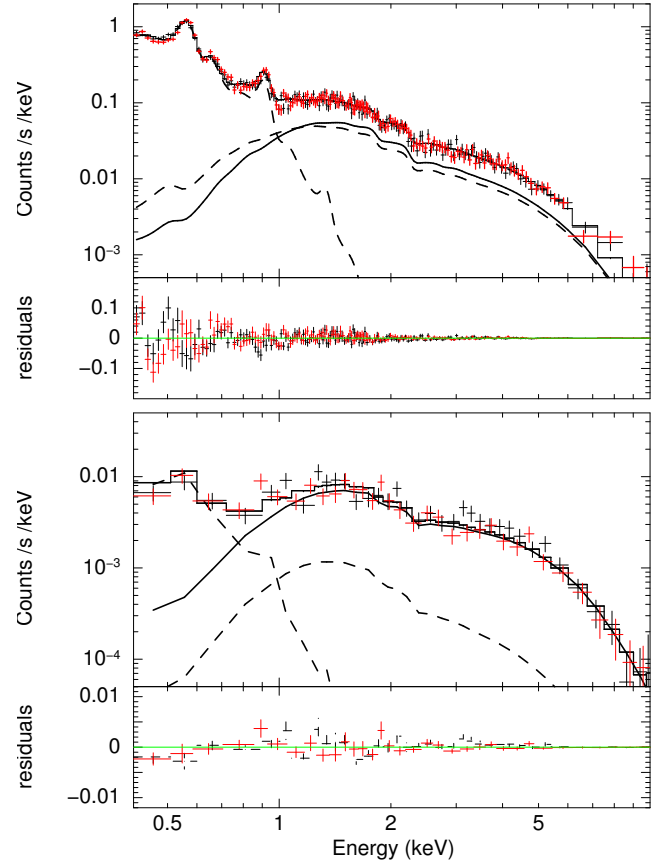 1
0.1
0.01
10⁻³
Counts /s /keV
0.1
0
−0.1
residuals
0.01
10⁻³
10⁻⁴
Counts /s /keV
0.01
0
−0.01
residuals
0.5 1 2 5
Energy (keV)